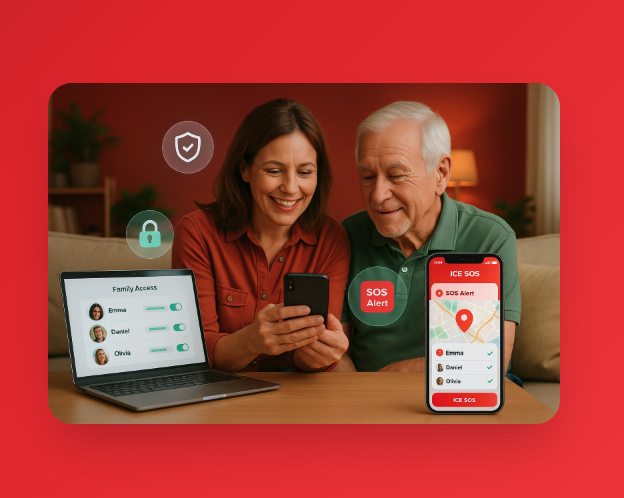 Family Access
Emma
Daniel
Olivia
SOS
Alert
ICE SOS
SOS Alert
Emma
Daniel
Olivia
ICE SOS